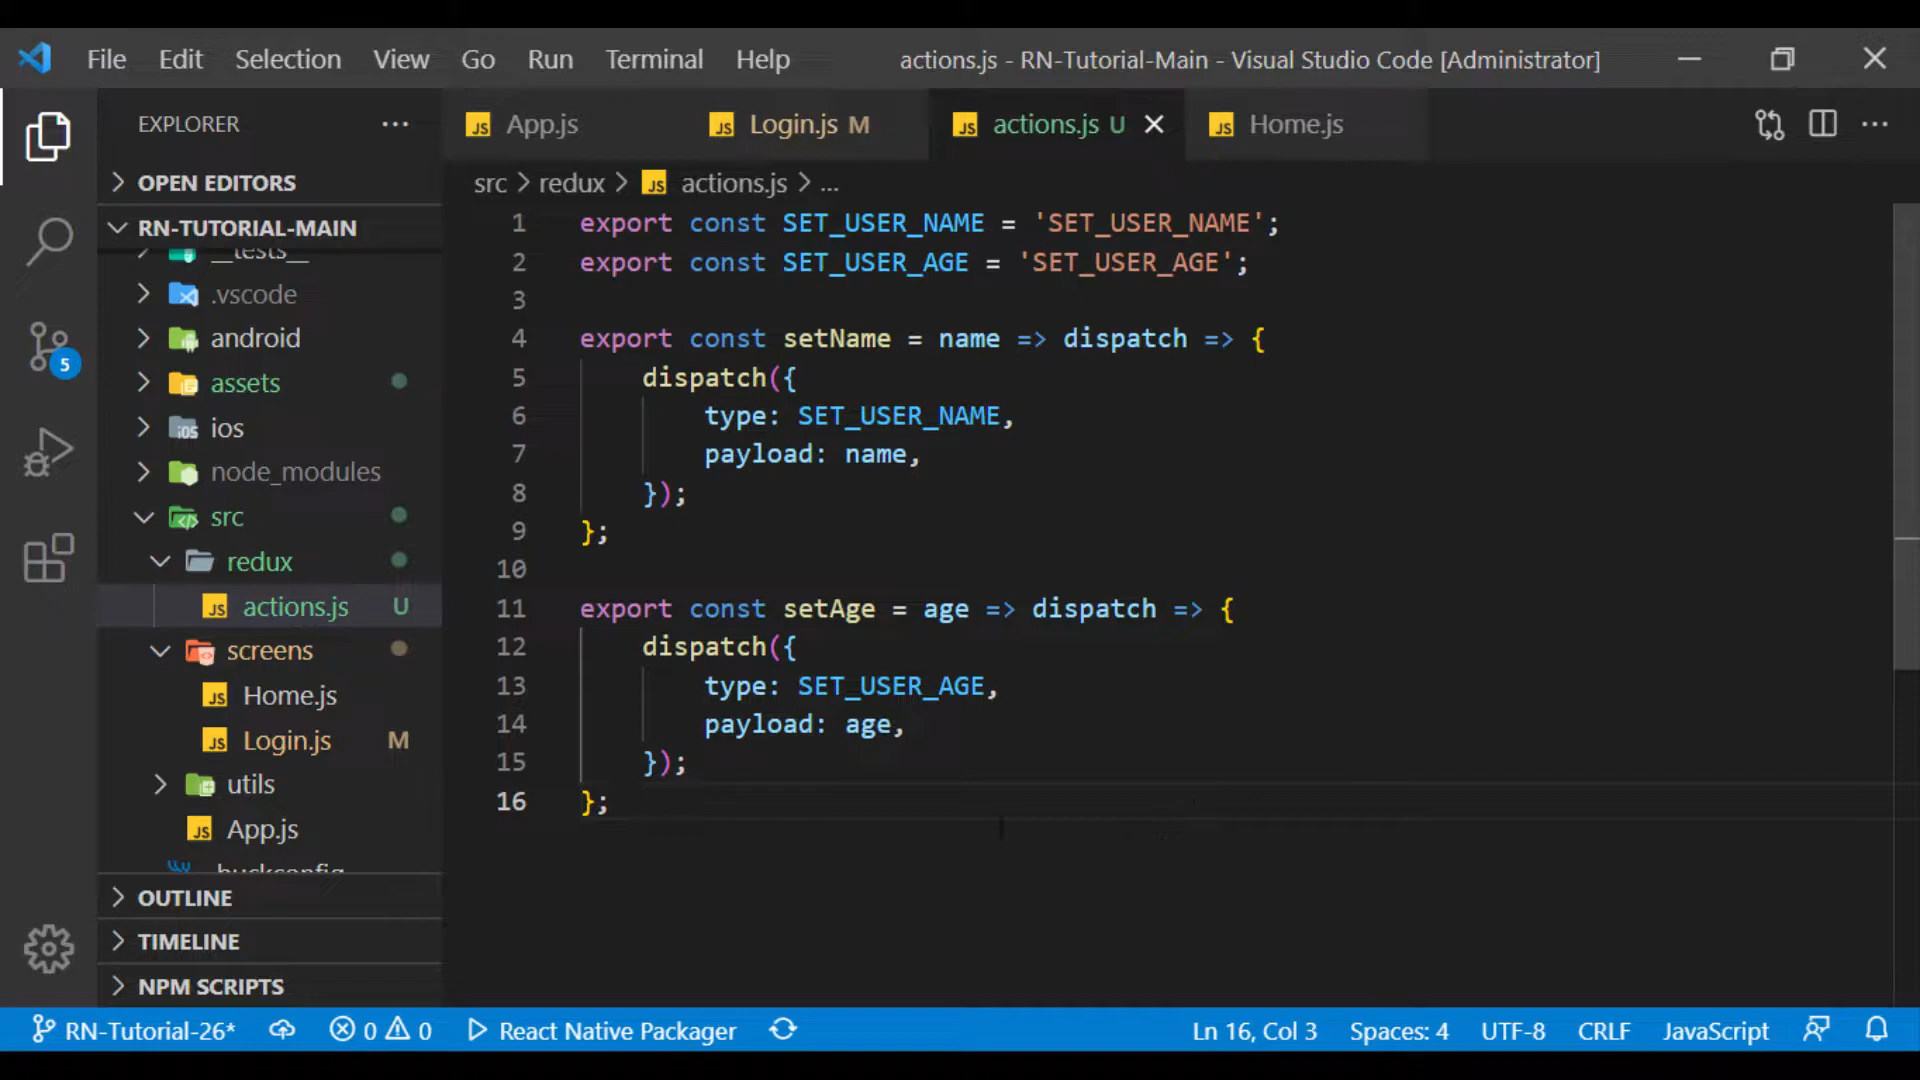 File Edit Selection View Go Run Terminal Help actions.js - RN-Tutorial-Main - Visual Studio Code [Administrator]
EXPLORER
OPEN EDITORS
RN-TUTORIAL-MAIN
__tests__
.vscode
android
assets
ios
node_modules
src
redux
actions.js U
screens
Home.js
Login.js M
utils
App.js
.buckconfig
OUTLINE
TIMELINE
NPM SCRIPTS
5
App.js Login.js M actions.js U Home.js
src > redux > JS actions.js > ...
1 export const SET_USER_NAME = 'SET_USER_NAME';
2 export const SET_USER_AGE = 'SET_USER_AGE';
3
4 export const setName = name => dispatch => {
5 dispatch({
6 type: SET_USER_NAME,
7 payload: name,
8 });
9 };
10
11 export const setAge = age => dispatch => {
12 dispatch({
13 type: SET_USER_AGE,
14 payload: age,
15 });
16 };
RN-Tutorial-26* 0 0 React Native Packager Ln 16, Col 3 Spaces: 4 UTF-8 CRLF JavaScript